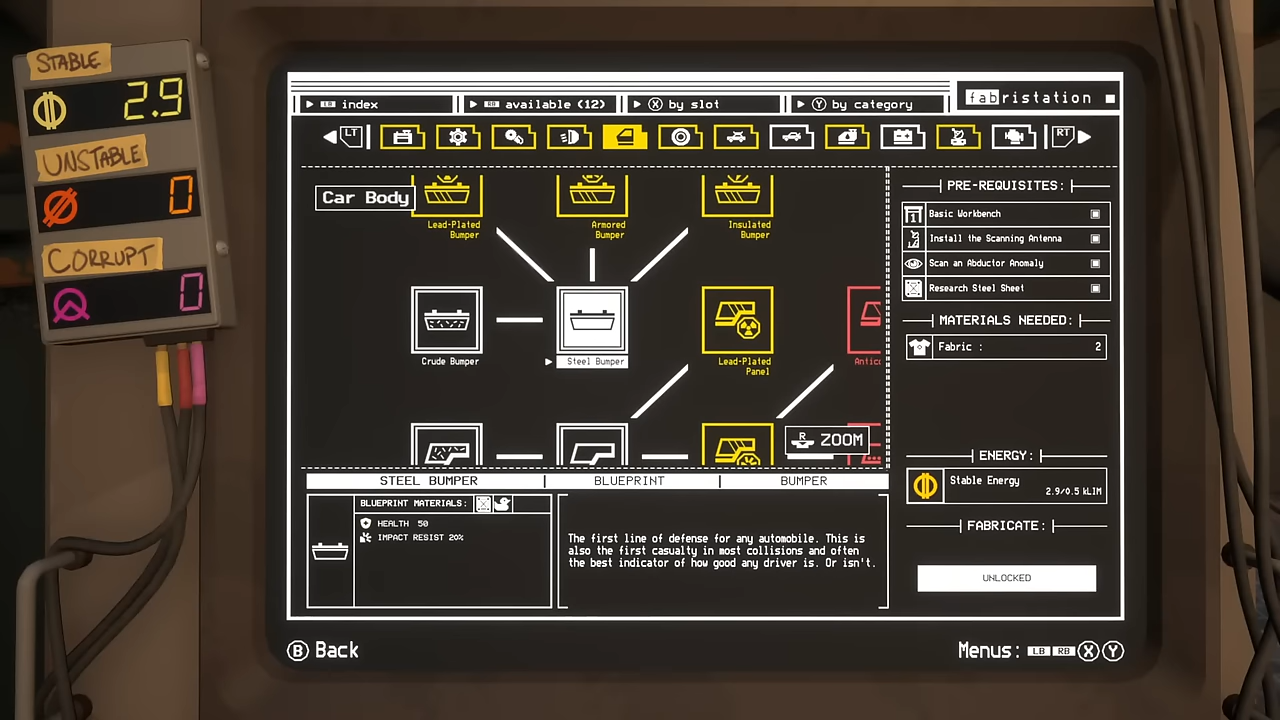 STABLE
2.9
UNSTABLE
0
CORRUPT
0
LB index
RB available (12)
X by slot
Y by category
fabristation
LT
RT
Car Body
Lead-Plated
Bumper
Armored
Bumper
Insulated
Bumper
Crude Bumper
Steel Bumper
Lead-Plated
Panel
Antic
R ZOOM
STEEL BUMPER
BLUEPRINT
BUMPER
BLUEPRINT MATERIALS:
HEALTH 50
IMPACT RESIST 20%
The first line of defense for any automobile. This is
also the first casualty in most collisions and often
the best indicator of how good any driver is. Or isn't.
PRE-REQUISITES:
1 Basic Workbench
Install the Scanning Antenna
Scan an Abductor Anomaly
Research Steel Sheet
MATERIALS NEEDED:
Fabric : 2
ENERGY:
Stable Energy
2.9/0.5 kLIM
FABRICATE:
UNLOCKED
B Back
Menus: LB RB X Y